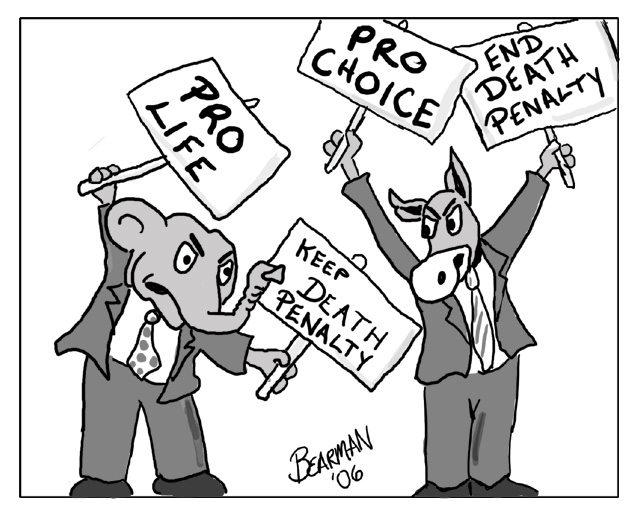 PRO
LIFE
KEEP
DEATH
PENALTY
PRO
CHOICE
END
DEATH
PENALTY
BEARMAN
'06